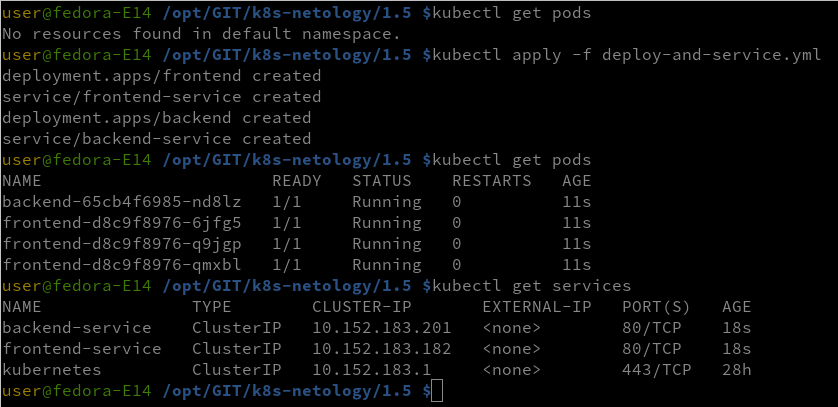 user@fedora-E14 /opt/GIT/k8s-netology/1.5 $kubectl get pods
No resources found in default namespace.
user@fedora-E14 /opt/GIT/k8s-netology/1.5 $kubectl apply -f deploy-and-service.yml
deployment.apps/frontend created
service/frontend-service created
deployment.apps/backend created
service/backend-service created
user@fedora-E14 /opt/GIT/k8s-netology/1.5 $kubectl get pods
NAME                       READY   STATUS    RESTARTS   AGE
backend-65cb4f6985-nd8lz   1/1     Running   0          11s
frontend-d8c9f8976-6jfg5   1/1     Running   0          11s
frontend-d8c9f8976-q9jgp   1/1     Running   0          11s
frontend-d8c9f8976-qmxbl   1/1     Running   0          11s
user@fedora-E14 /opt/GIT/k8s-netology/1.5 $kubectl get services
NAME               TYPE        CLUSTER-IP       EXTERNAL-IP   PORT(S)   AGE
backend-service    ClusterIP   10.152.183.201   <none>        80/TCP    18s
frontend-service   ClusterIP   10.152.183.182   <none>        80/TCP    18s
kubernetes         ClusterIP   10.152.183.1     <none>        443/TCP   28h
user@fedora-E14 /opt/GIT/k8s-netology/1.5 $